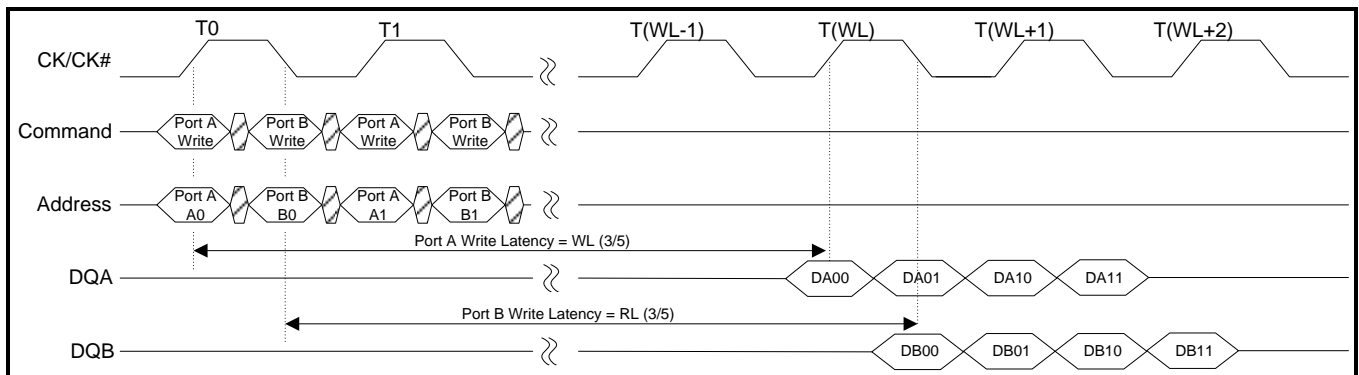 T0 T1 T(WL-1) T(WL) T(WL+1) T(WL+2)
CK/CK#
Command Port A Write Port B Write Port A Write Port B Write
Address Port A A0 Port B B0 Port A A1 Port B B1
Port A Write Latency = WL (3/5)
DQA DA00 DA01 DA10 DA11
Port B Write Latency = RL (3/5)
DQB DB00 DB01 DB10 DB11